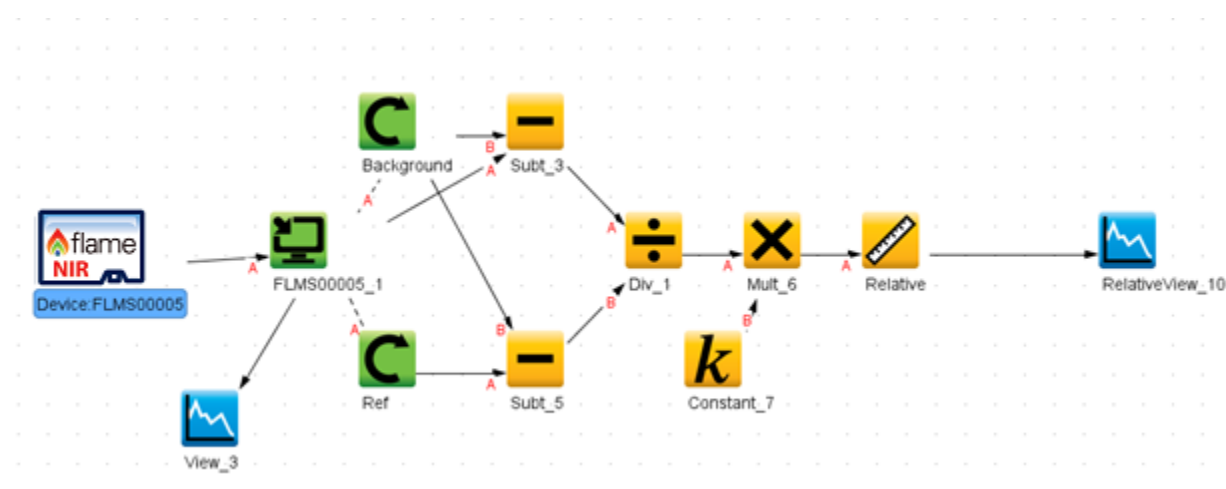 Background
B
Subt_3
A
A
flame
NIR
Device:FLMS00005
A
FLMS00005_1
A
Div_1
A
Mult_6
A
Relative
RelativeView_10
A
Ref
B
A
Subt_5
B
B
k
Constant_7
View_3